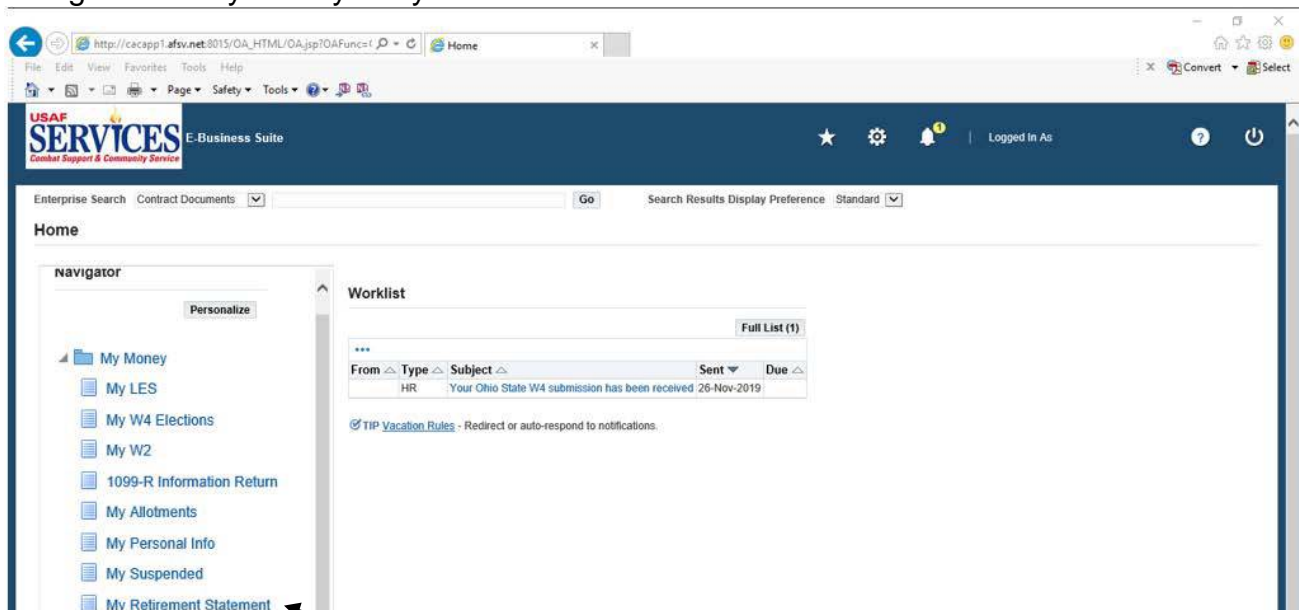 http://cacapp1.afsv.net:8015/OA_HTML/OA.jsp?OAFunc=( Home
File Edit View Favorites Tools Help Convert Select
Page Safety Tools
USAF
SERVICES E-Business Suite 1 Logged In As
Combat Support & Community Service
Enterprise Search Contract Documents Go Search Results Display Preference Standard
Home
Navigator
Personalize
My Money
My LES
My W4 Elections
My W2
1099-R Information Return
My Allotments
My Personal Info
My Suspended
My Retirement Statement
Worklist
Full List (1)
From Type Subject Sent Due
HR Your Ohio State W4 submission has been received 26-Nov-2019
TIP Vacation Rules - Redirect or auto-respond to notifications.